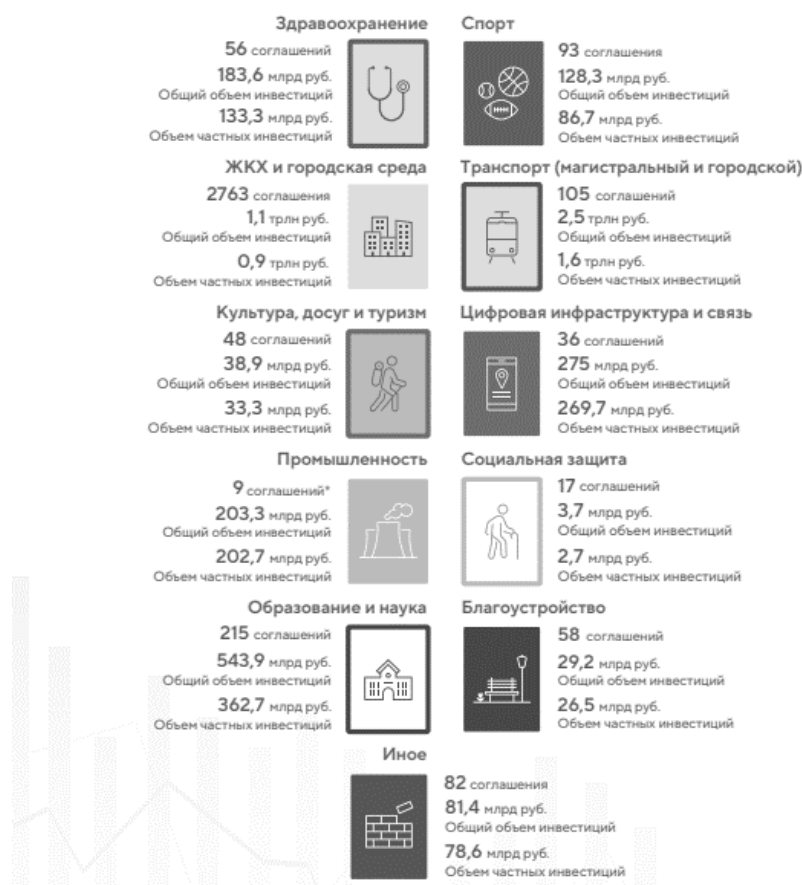 Здравоохранение
56 соглашений
183,6 млрд руб.
Общий объем инвестиций
133,3 млрд руб.
Объем частных инвестиций
Спорт
93 соглашения
128,3 млрд руб.
Общий объем инвестиций
86,7 млрд руб.
Объем частных инвестиций
ЖКХ и городская среда
2763 соглашения
1,1 трлн руб.
Общий объем инвестиций
0,9 трлн руб.
Объем частных инвестиций
Транспорт (магистральный и городской)
105 соглашений
2,5 трлн руб.
Общий объем инвестиций
1,6 трлн руб.
Объем частных инвестиций
Культура, досуг и туризм
48 соглашений
38,9 млрд руб.
Общий объем инвестиций
33,3 млрд руб.
Объем частных инвестиций
Цифровая инфраструктура и связь
36 соглашений
275 млрд руб.
Общий объем инвестиций
269,7 млрд руб.
Объем частных инвестиций
Промышленность
9 соглашений*
203,3 млрд руб.
Общий объем инвестиций
202,7 млрд руб.
Объем частных инвестиций
Социальная защита
17 соглашений
3,7 млрд руб.
Общий объем инвестиций
2,7 млрд руб.
Объем частных инвестиций
Образование и наука
215 соглашений
543,9 млрд руб.
Общий объем инвестиций
362,7 млрд руб.
Объем частных инвестиций
Благоустройство
58 соглашений
29,2 млрд руб.
Общий объем инвестиций
26,5 млрд руб.
Объем частных инвестиций
Иное
82 соглашения
81,4 млрд руб.
Общий объем инвестиций
78,6 млрд руб.
Объем частных инвестиций